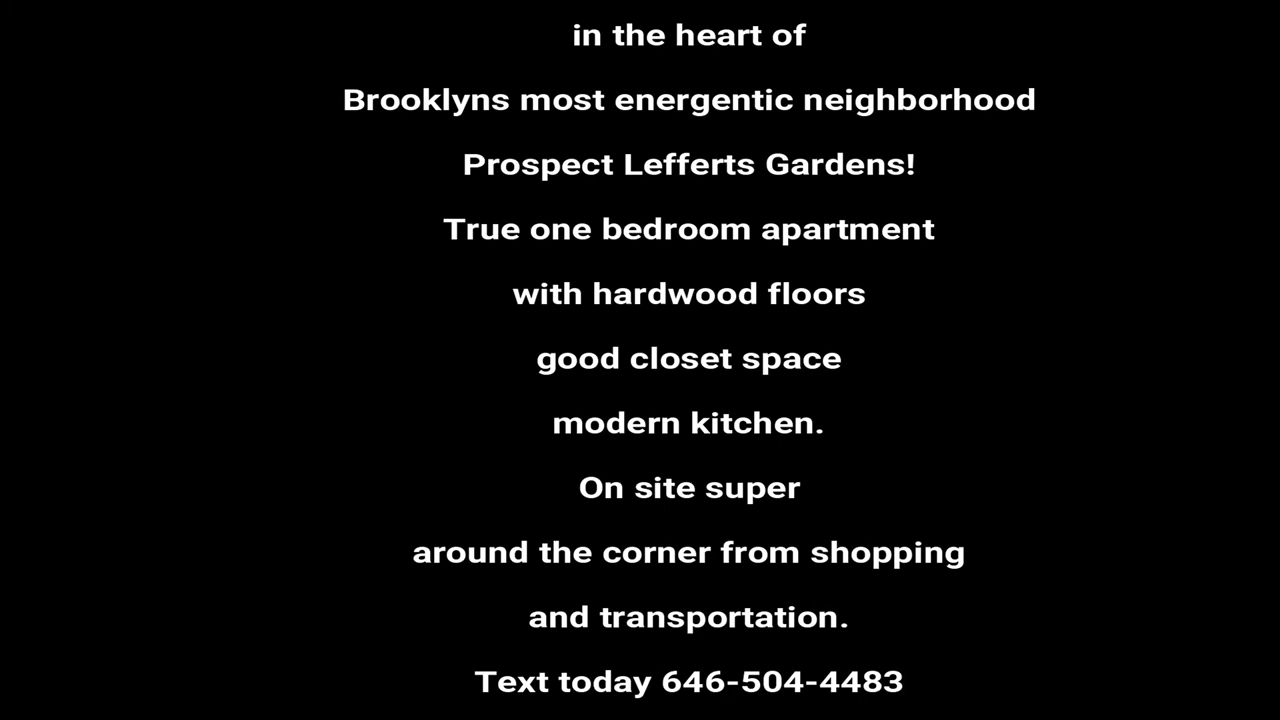 in the heart of
Brooklyns most energentic neighborhood
Prospect Lefferts Gardens!
True one bedroom apartment
with hardwood floors
good closet space
modern kitchen.
On site super
around the corner from shopping
and transportation.
Text today 646-504-4483